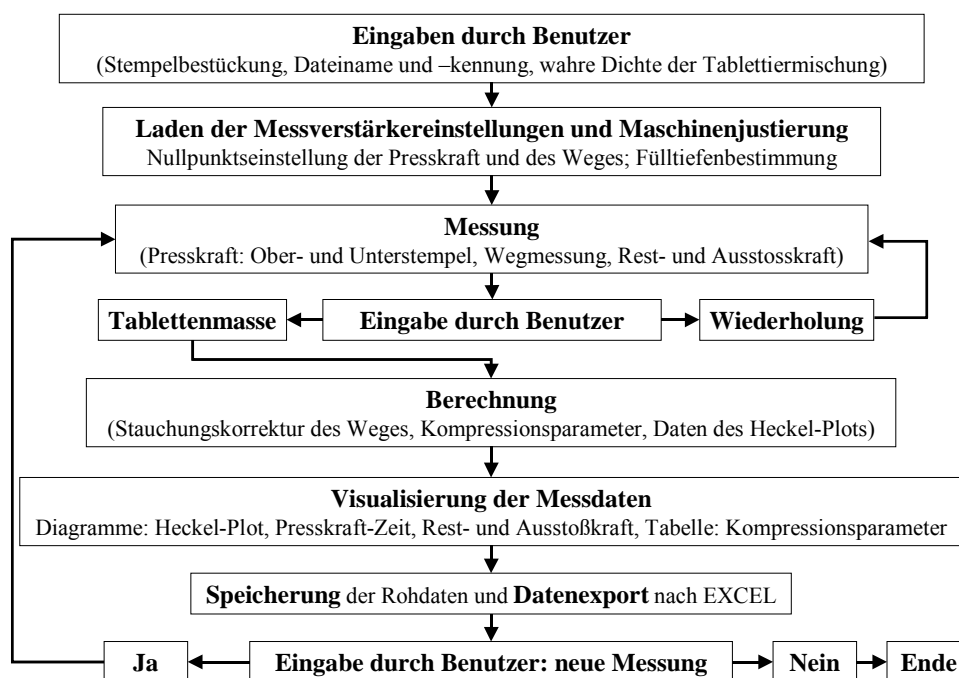 Eingaben durch Benutzer
(Stempelbestückung, Dateiname und –kennung, wahre Dichte der Tablettiermischung)
Laden der Messverstärkereinstellungen und Maschinenjustierung
Nullpunktseinstellung der Presskraft und des Weges; Fülltiefenbestimmung
Messung
(Presskraft: Ober- und Unterstempel, Wegmessung, Rest- und Ausstosskraft)
Tablettenmasse
Eingabe durch Benutzer
Wiederholung
Berechnung
(Stauchungskorrektur des Weges, Kompressionsparameter, Daten des Heckel-Plots)
Visualisierung der Messdaten
Diagramme: Heckel-Plot, Presskraft-Zeit, Rest- und Ausstoßkraft, Tabelle: Kompressionsparameter
Speicherung der Rohdaten und Datenexport nach EXCEL
Ja
Eingabe durch Benutzer: neue Messung
Nein
Ende